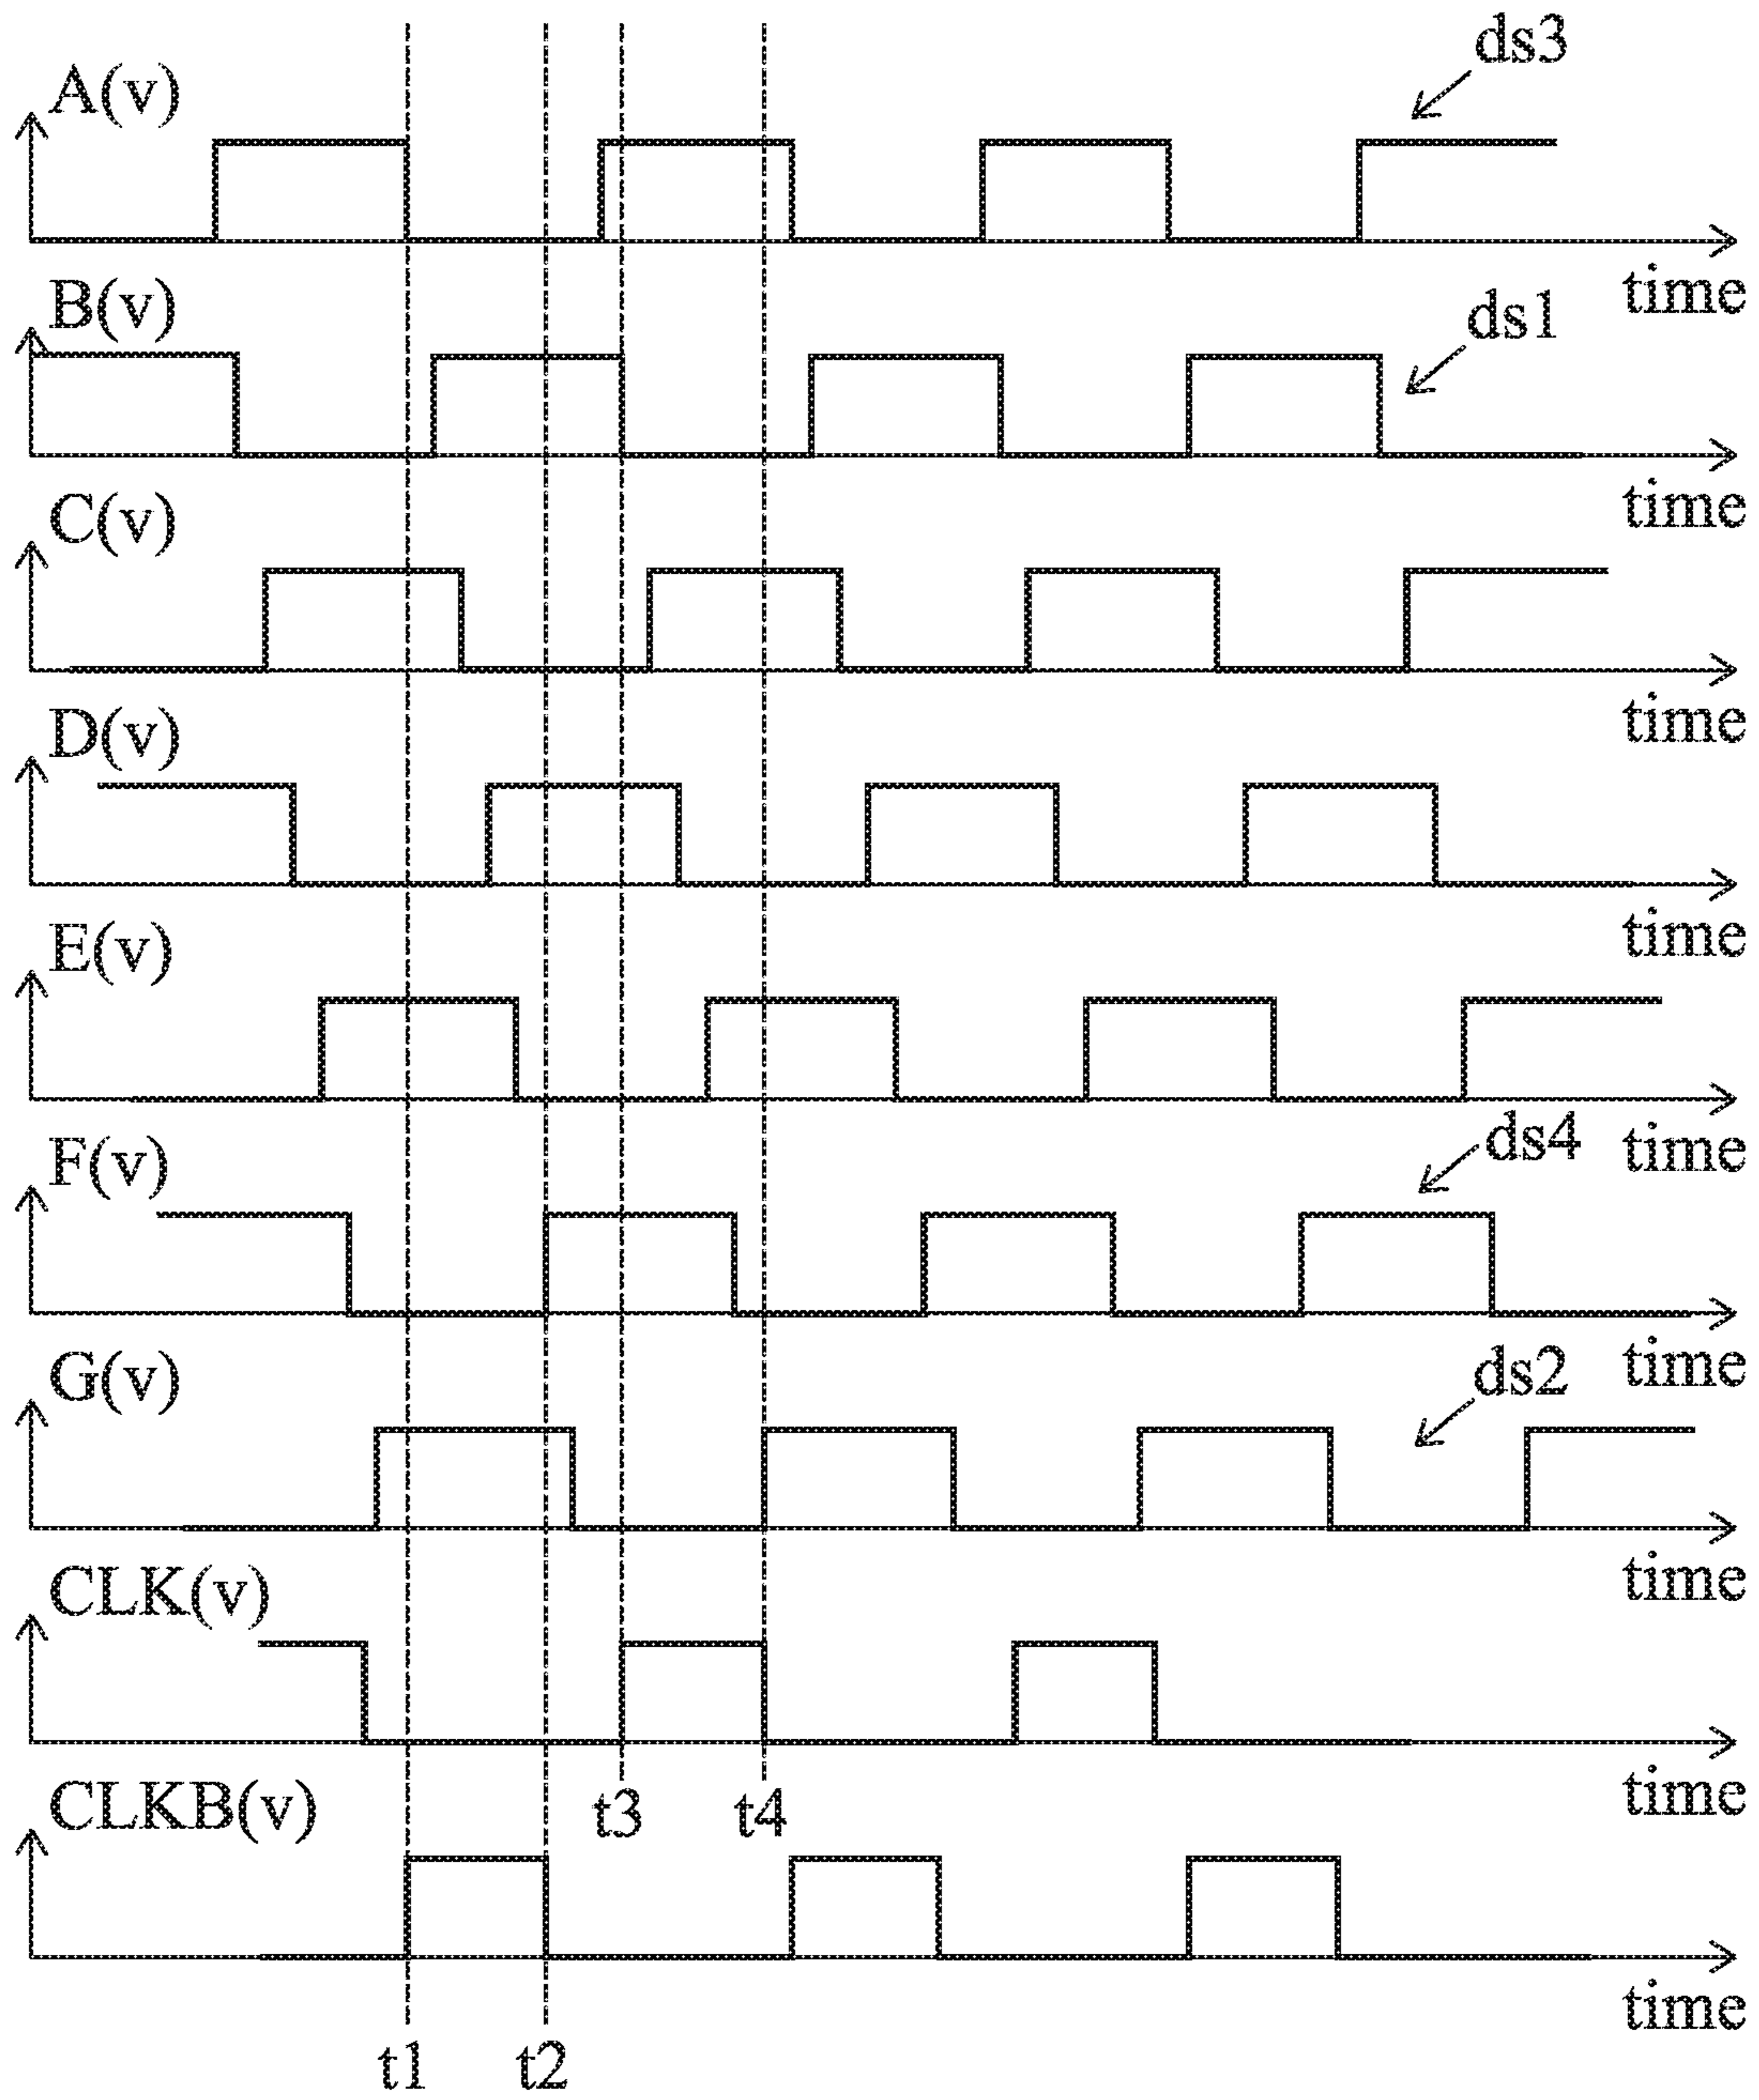 ds3
A(v)
time
B(v)
ds1
time
C(v)
time
D(v)
time
E(v)
time
F(v)
ds4
time
G(v)
ds2
time
CLK(v)
time
CLKB(v)
t3 t4
time
t1 t2